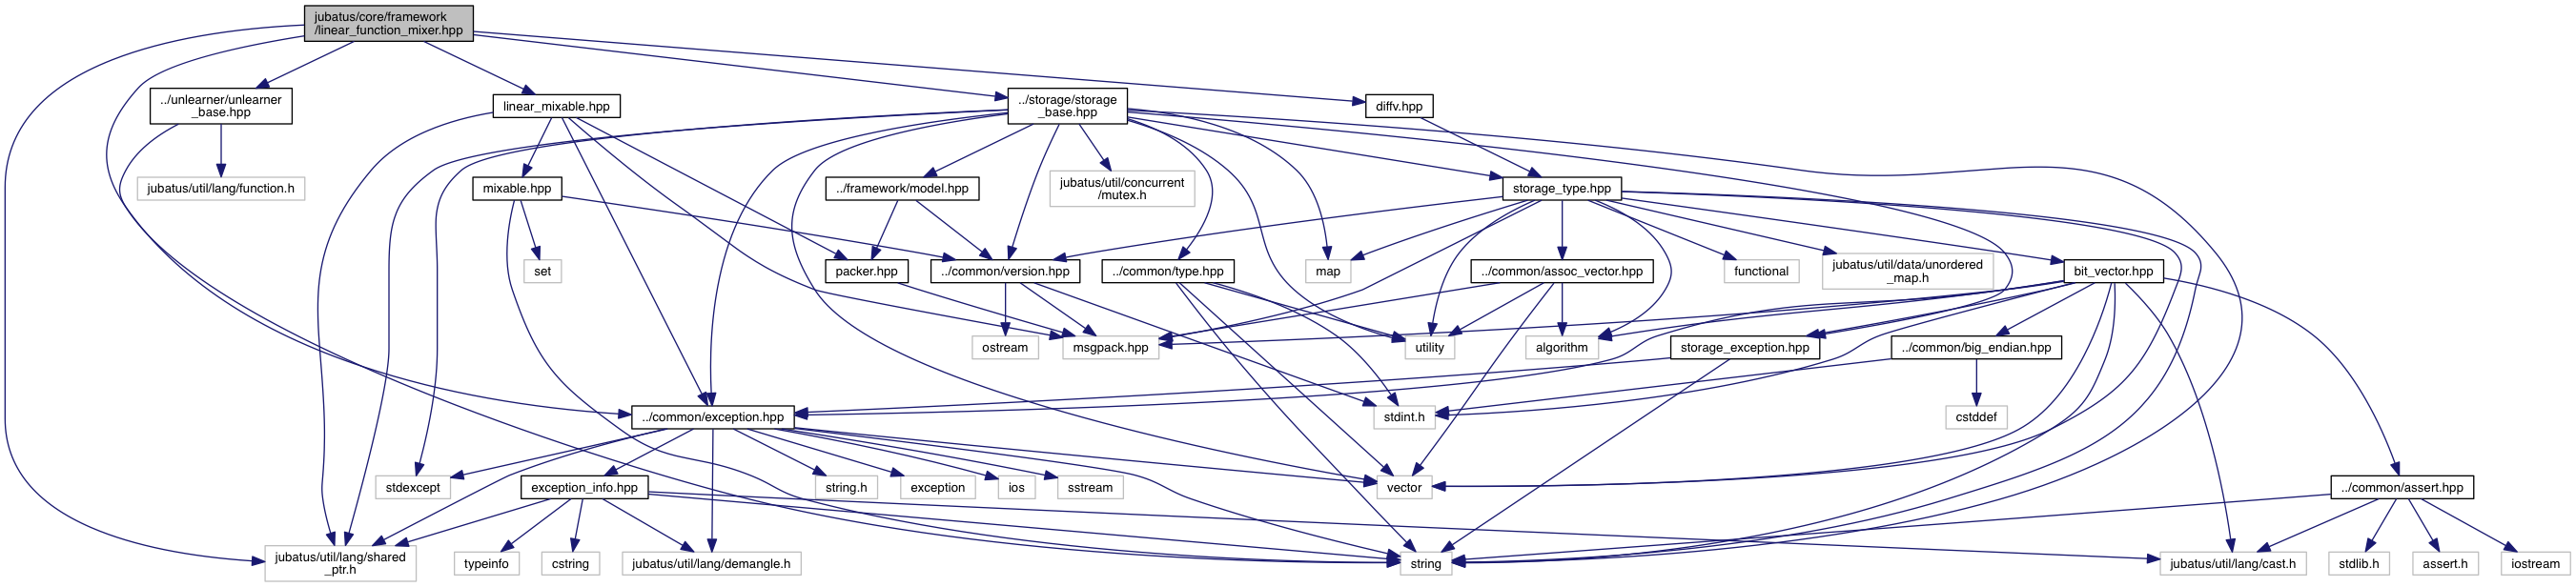 jubatus/core/framework
/linear_function_mixer.hpp
../unlearner/unlearner
_base.hpp
linear_mixable.hpp
../storage/storage
_base.hpp
diffv.hpp
jubatus/util/lang/function.h
mixable.hpp
../framework/model.hpp
jubatus/util/concurrent
/mutex.h
storage_type.hpp
set
packer.hpp
../common/version.hpp
../common/type.hpp
map
../common/assoc_vector.hpp
functional
jubatus/util/data/unordered
_map.h
bit_vector.hpp
ostream
msgpack.hpp
utility
algorithm
storage_exception.hpp
../common/big_endian.hpp
../common/exception.hpp
stdint.h
cstddef
stdexcept
exception_info.hpp
string.h
exception
ios
sstream
vector
../common/assert.hpp
jubatus/util/lang/shared
_ptr.h
typeinfo
cstring
jubatus/util/lang/demangle.h
string
jubatus/util/lang/cast.h
stdlib.h
assert.h
iostream